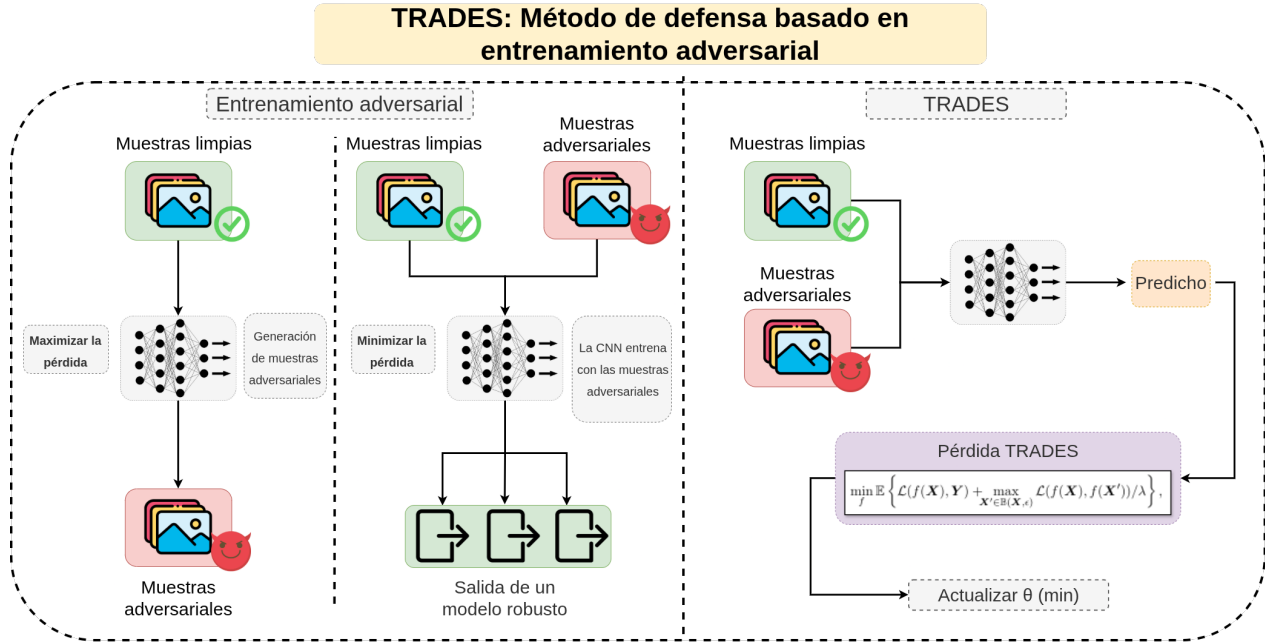 TRADES: Método de defensa basado en
entrenamiento adversarial
Entrenamiento adversarial
Muestras limpias
Maximizar la
pérdida
Generación
de muestras
adversariales
Muestras
adversariales
Muestras limpias
Muestras
adversariales
Minimizar la
pérdida
La CNN entrena
con las muestras
adversariales
Salida de un
modelo robusto
TRADES
Muestras limpias
Muestras
adversariales
Predicho
Pérdida TRADES
min_f 𝔼 { ℒ(f(X), Y) + max_{X'∈𝔹(X,ϵ)} ℒ(f(X), f(X'))/λ },
Actualizar θ (min)